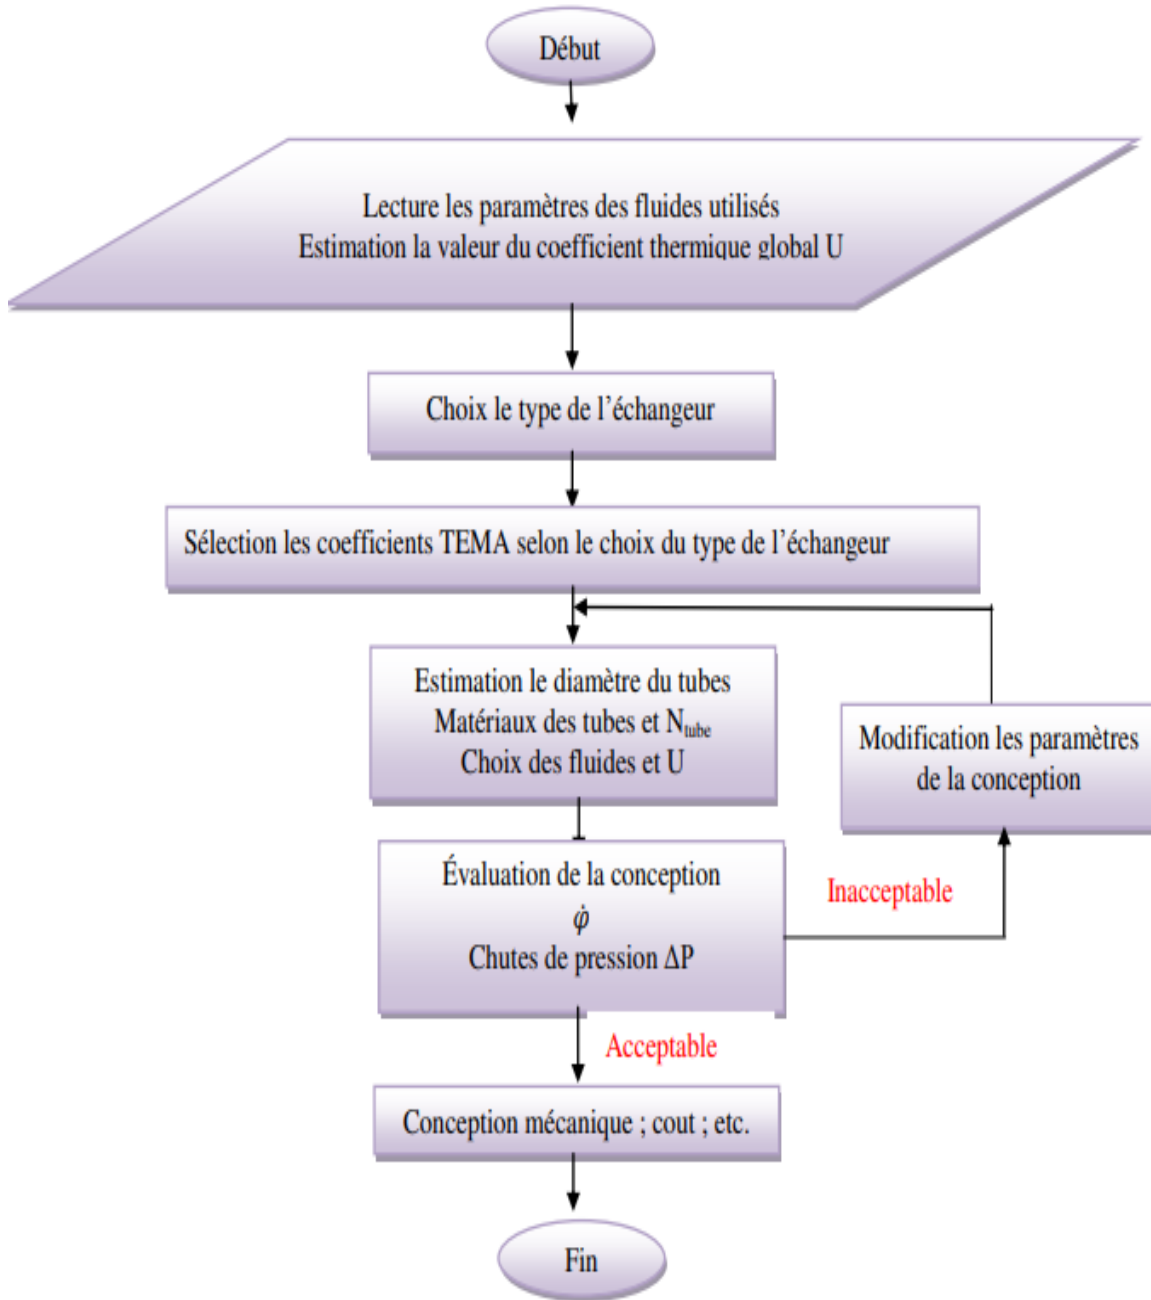 Début
Lecture les paramètres des fluides utilisés
Estimation la valeur du coefficient thermique global U
Choix le type de l'échangeur
Sélection les coefficients TEMA selon le choix du type de l'échangeur
Estimation le diamètre du tubes
Matériaux des tubes et Ntube
Choix des fluides et U
Modification les paramètres
de la conception
Évaluation de la conception
φ̇
Chutes de pression ΔP
Inacceptable
Acceptable
Conception mécanique ; cout ; etc.
Fin